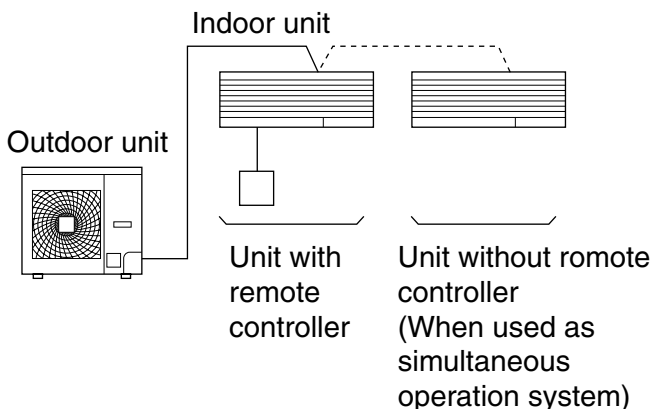 Indoor unit
Outdoor unit
Unit with
remote
controller
Unit without romote
controller
(When used as
simultaneous
operation system)